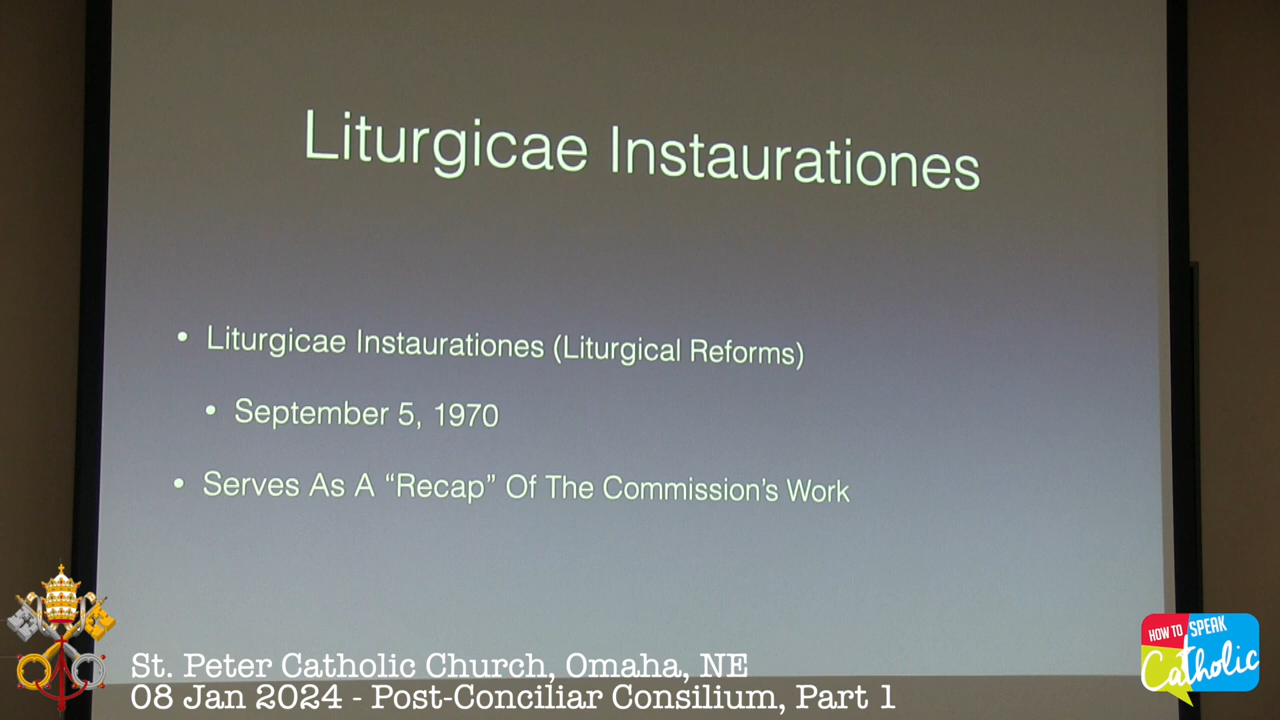 Liturgicae Instaurationes
• Liturgicae Instaurationes (Liturgical Reforms)
• September 5, 1970
• Serves As A “Recap” Of The Commission’s Work
St. Peter Catholic Church, Omaha, NE
08 Jan 2024 - Post-Conciliar Consilium, Part 1
HOW TO SPEAK
Catholic